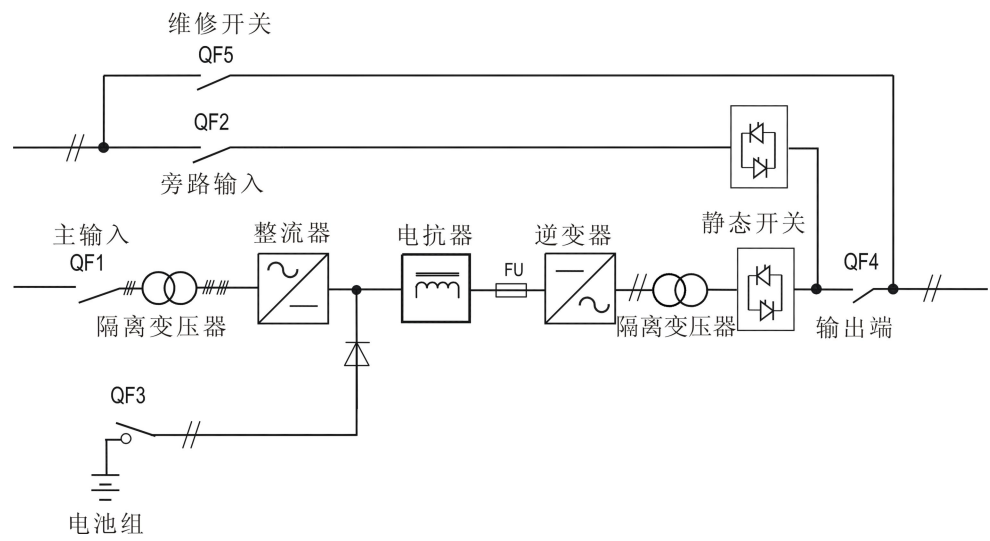 维修开关
QF5
QF2
旁路输入
主输入
QF1
隔离变压器
整流器
电抗器
FU
逆变器
隔离变压器
静态开关
QF4
输出端
QF3
电池组